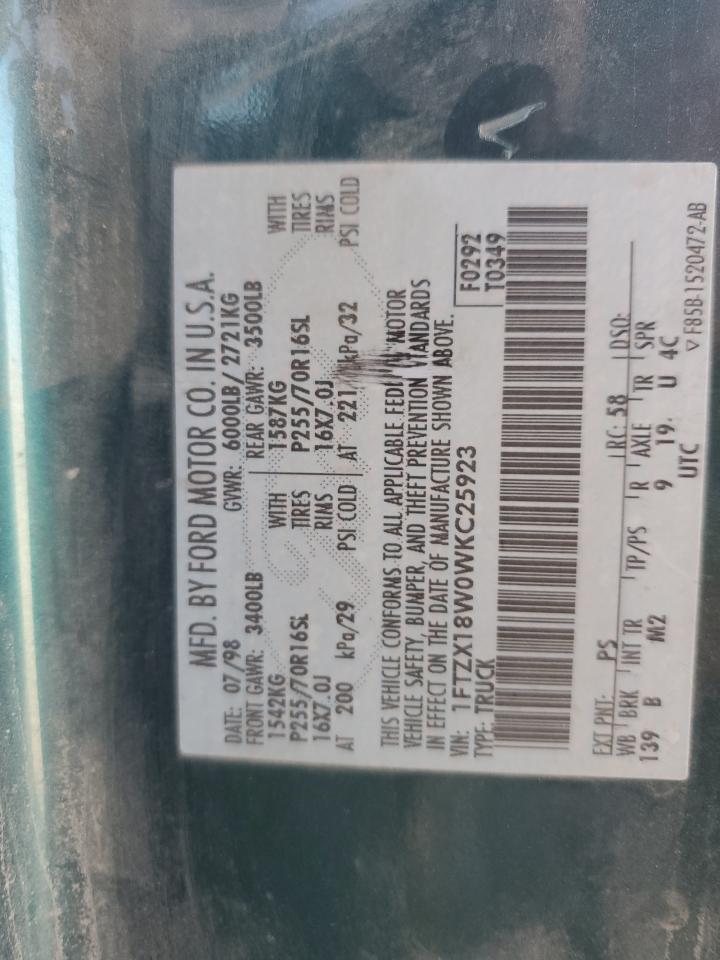 MFD. BY FORD MOTOR CO. IN U.S.A.
DATE: 07/98 GVWR: 6000LB / 2721KG
FRONT GAWR: 3400LB REAR GAWR: 3500LB
1542KG WITH 1587KG WITH
P255/70R16SL TIRES P255/70R16SL TIRES
16X7.0J RIMS 16X7.0J RIMS
AT 200 kPa/29 PSI COLD AT 221 kPa/32 PSI COLD
THIS VEHICLE CONFORMS TO ALL APPLICABLE MOTOR
VEHICLE SAFETY, BUMPER, AND THEFT PREVENTION STANDARDS
IN EFFECT ON THE DATE OF MANUFACTURE SHOWN ABOVE.
VIN: 1FTZX18W0WKC25923 F0292
TYPE: TRUCK T0349
EXT PNT: PS RC: 58 DSO:
WB BRK INT TR TP/PS R AXLE TR SPR
139 B M2 9 19 U 4C
UTC
▽ F85B-1520472-AB